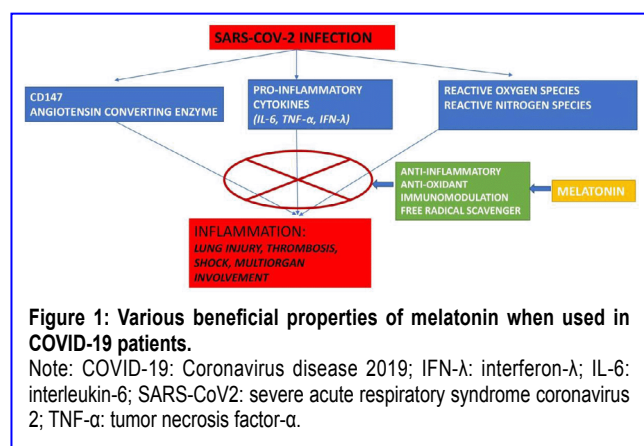 SARS-COV-2 INFECTION
CD147
ANGIOTENSIN CONVERTING ENZYME
PRO-INFLAMMATORY
CYTOKINES
(IL-6, TNF-α, IFN-λ)
REACTIVE OXYGEN SPECIES
REACTIVE NITROGEN SPECIES
ANTI-INFLAMMATORY
ANTI-OXIDANT
IMMUNOMODULATION
FREE RADICAL SCAVENGER
MELATONIN
INFLAMMATION:
LUNG INJURY, THROMBOSIS,
SHOCK, MULTIORGAN
INVOLVEMENT
Figure 1: Various beneficial properties of melatonin when used in
COVID-19 patients.
Note: COVID-19: Coronavirus disease 2019; IFN-λ: interferon-λ; IL-6:
interleukin-6; SARS-CoV2: severe acute respiratory syndrome coronavirus
2; TNF-α: tumor necrosis factor-α.